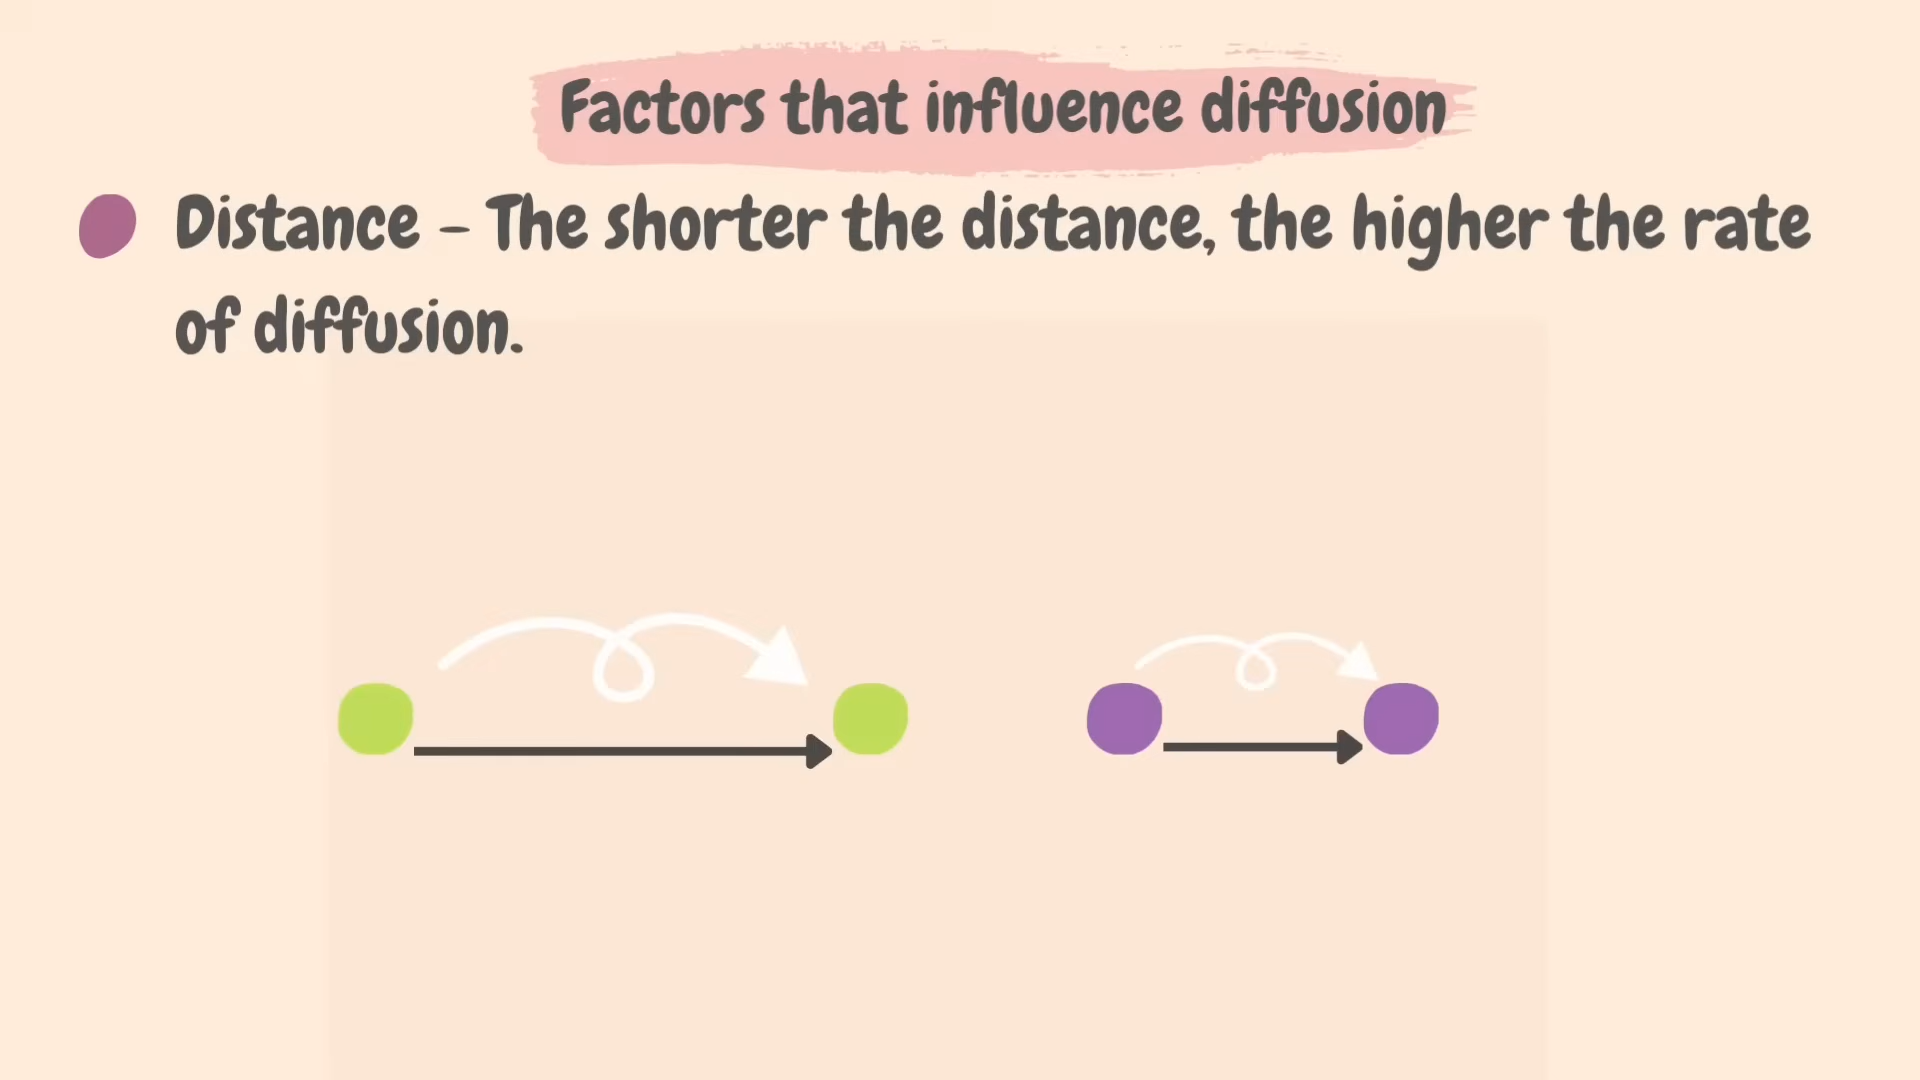 Factors that influence diffusion
Distance - The shorter the distance, the higher the rate
of diffusion.